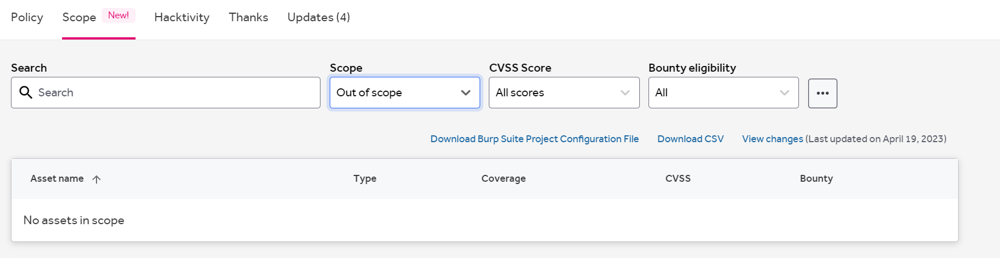 Policy Scope New! Hacktivity Thanks Updates (4)
Search Scope CVSS Score Bounty eligibility
Search Out of scope All scores All
Download Burp Suite Project Configuration File Download CSV View changes (Last updated on April 19, 2023)
Asset name Type Coverage CVSS Bounty
No assets in scope